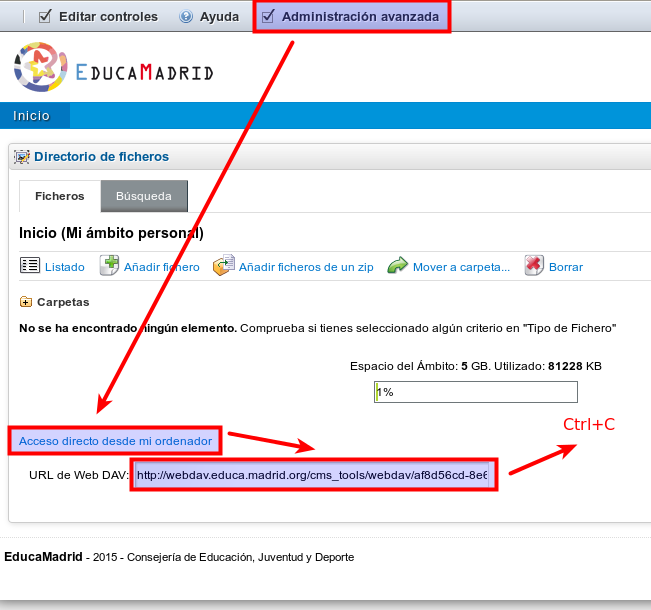 Editar controles Ayuda Administración avanzada
EDUCAMADRID
Inicio
Directorio de ficheros
Ficheros Búsqueda
Inicio (Mi ámbito personal)
Listado Añadir fichero Añadir ficheros de un zip Mover a carpeta... Borrar
Carpetas
No se ha encontrado ningún elemento. Comprueba si tienes seleccionado algún criterio en "Tipo de Fichero"
Espacio del Ámbito: 5 GB. Utilizado: 81228 KB
1%
Ctrl+C
Acceso directo desde mi ordenador
URL de Web DAV: http://webdav.educa.madrid.org/cms_tools/webdav/af8d56cd-8e6
EducaMadrid - 2015 - Consejería de Educación, Juventud y Deporte